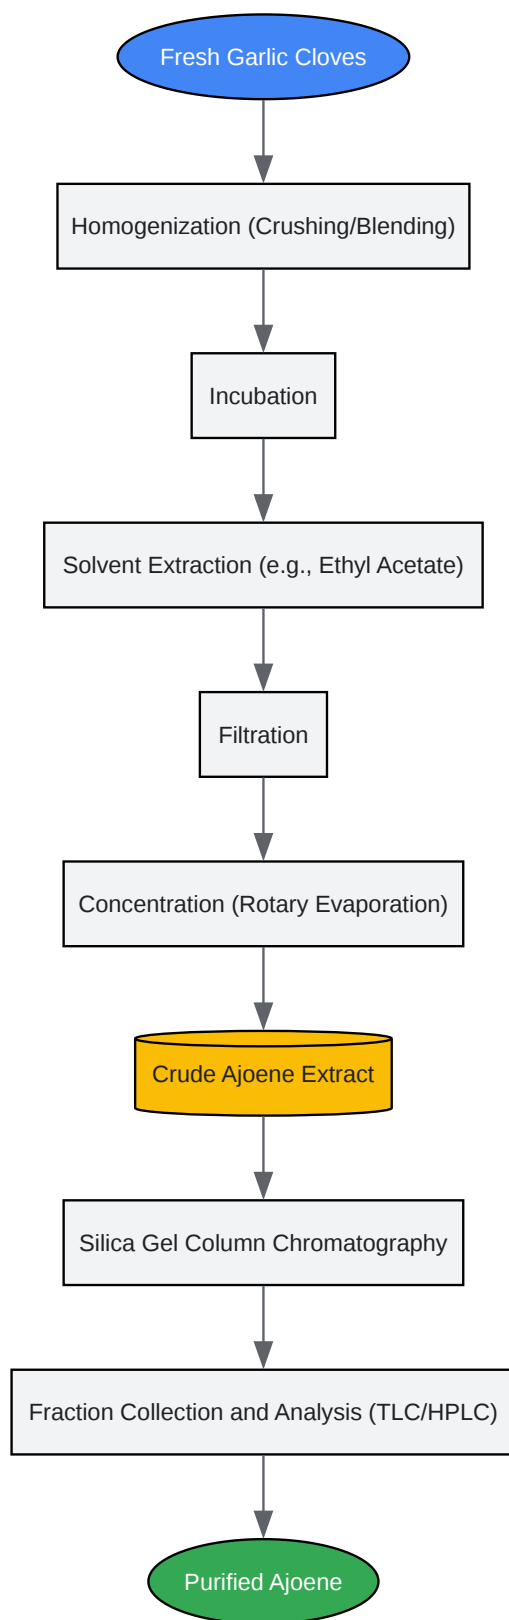 Fresh Garlic Cloves
Homogenization (Crushing/Blending)
Incubation
Solvent Extraction (e.g., Ethyl Acetate)
Filtration
Concentration (Rotary Evaporation)
Crude Ajoene Extract
Silica Gel Column Chromatography
Fraction Collection and Analysis (TLC/HPLC)
Purified Ajoene